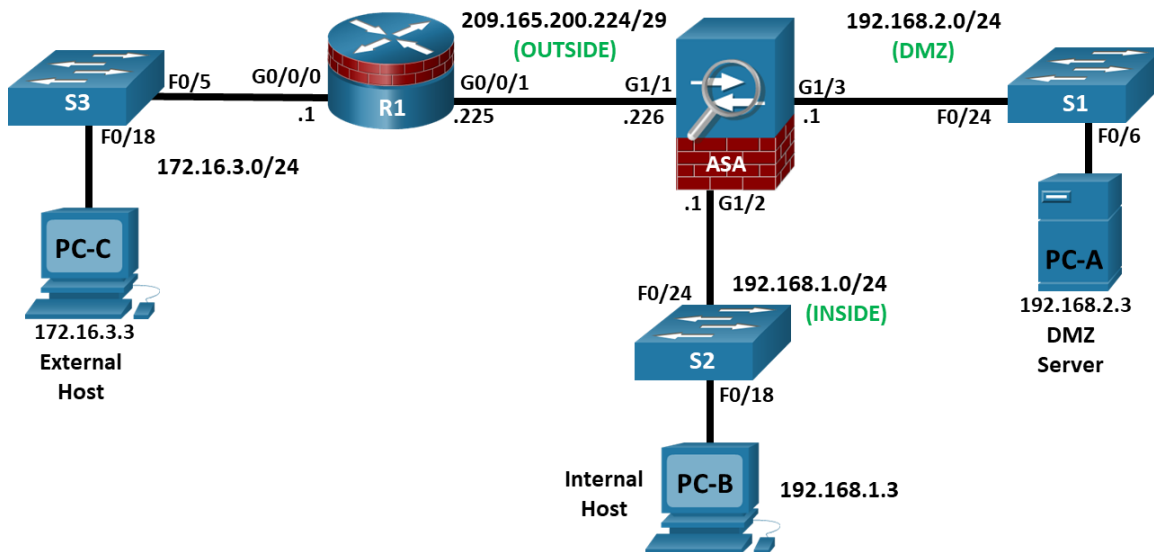 209.165.200.224/29
(OUTSIDE)
192.168.2.0/24
(DMZ)
S3
F0/5
G0/0/0
.1
R1
G0/0/1
.225
G1/1
.226
ASA
G1/3
.1
F0/24
S1
F0/6
F0/18
172.16.3.0/24
.1
G1/2
PC-C
172.16.3.3
External
Host
PC-A
192.168.2.3
DMZ
Server
F0/24
192.168.1.0/24
(INSIDE)
S2
F0/18
Internal
Host
PC-B
192.168.1.3